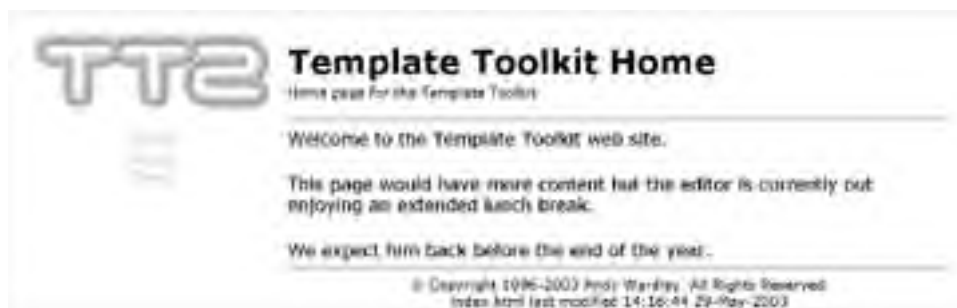 TT2
Template Toolkit Home
Home page for the Template Toolkit
Welcome to the Template Toolkit web site.
This page would have more content but the editor is currently out
enjoying an extended lunch break.
We expect him back before the end of the year.
© Copyright 1996-2003 Andy Wardley. All Rights Reserved.
index.html last modified 14:16:44 29-May-2003